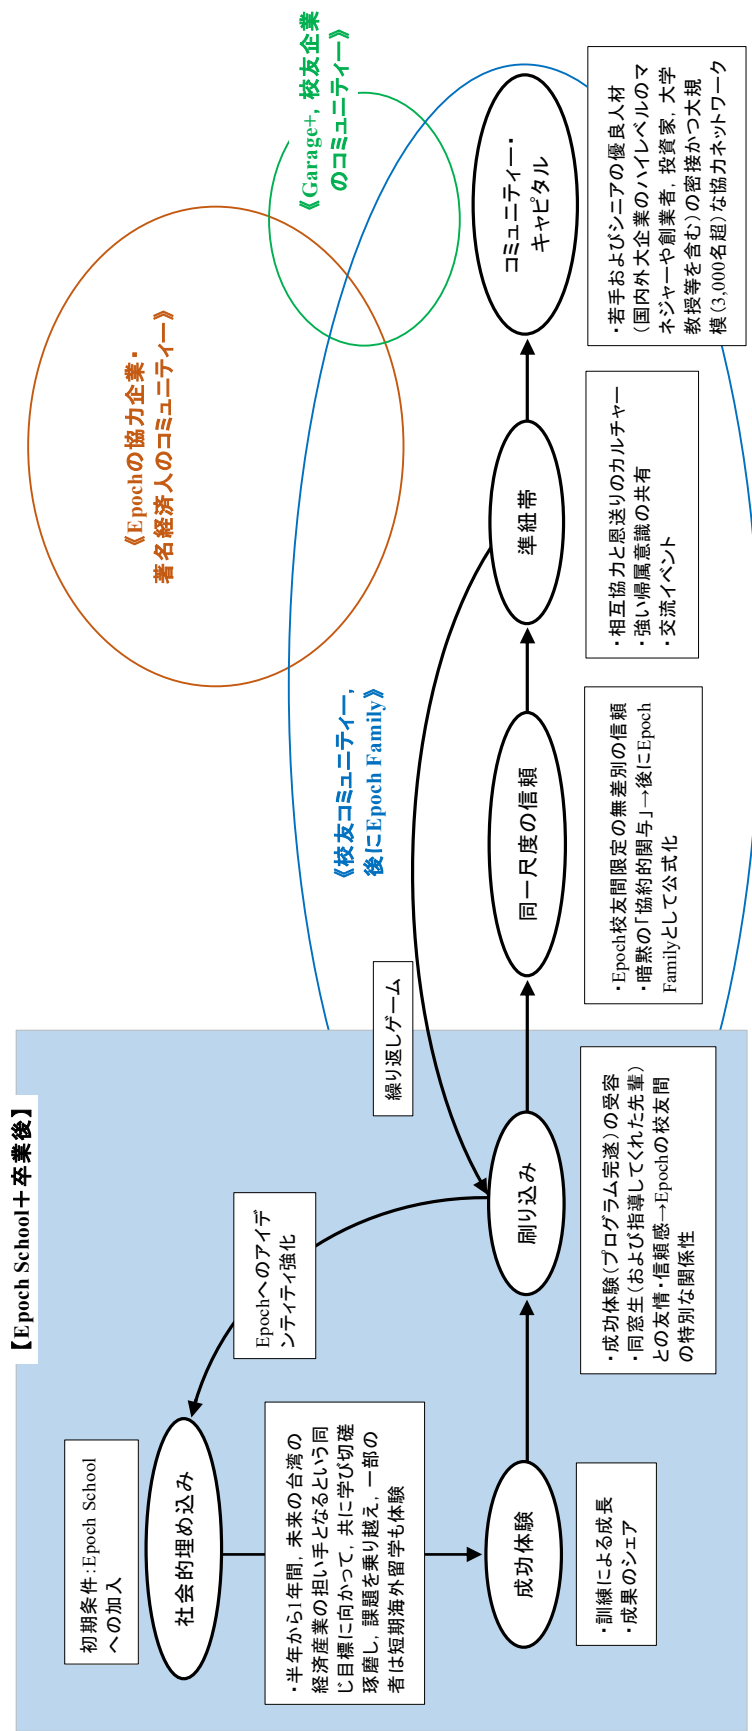 【Epoch School＋卒業後】
初期条件：Epoch School
への加入
社会的埋め込み
・半年から1年間，未来の台湾の
経済産業の担い手となるという同
じ目標に向かって，共に学び切磋
琢磨し，課題を乗り越え，一部の
者は短期海外留学も体験
成功体験
・訓練による成長
・成果のシェア
Epochへのアイデ
ンティティ強化
刷り込み
・成功体験（プログラム完遂）の受容
・同窓生（および指導してくれた先輩）
との友情・信頼感→Epochの校友間
の特別な関係性
繰り返しゲーム
《校友コミュニティー，
後にEpoch Family》
同一尺度の信頼
・Epoch校友間限定の無差別の信頼
・暗黙の「協約的関与」→後にEpoch
Familyとして公式化
《Epochの協力企業・
著名経済人のコミュニティー》
準紐帯
・相互協力と恩送りのカルチャー
・強い帰属意識の共有
・交流イベント
《Garage+，校友企業
のコミュニティー》
コミュニティー・
キャピタル
・若手およびシニアの優良人材
（国内外大企業のハイレベルのマ
ネジャーや創業者，投資家，大学
教授等を含む）の密接かつ大規
模（3,000名超）な協力ネットワーク